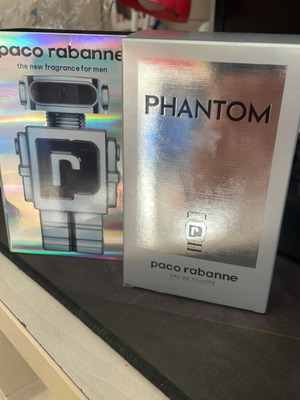 paco rabanne
the new fragrance for men
PHANTOM
paco rabanne
EAU DE TOILETTE